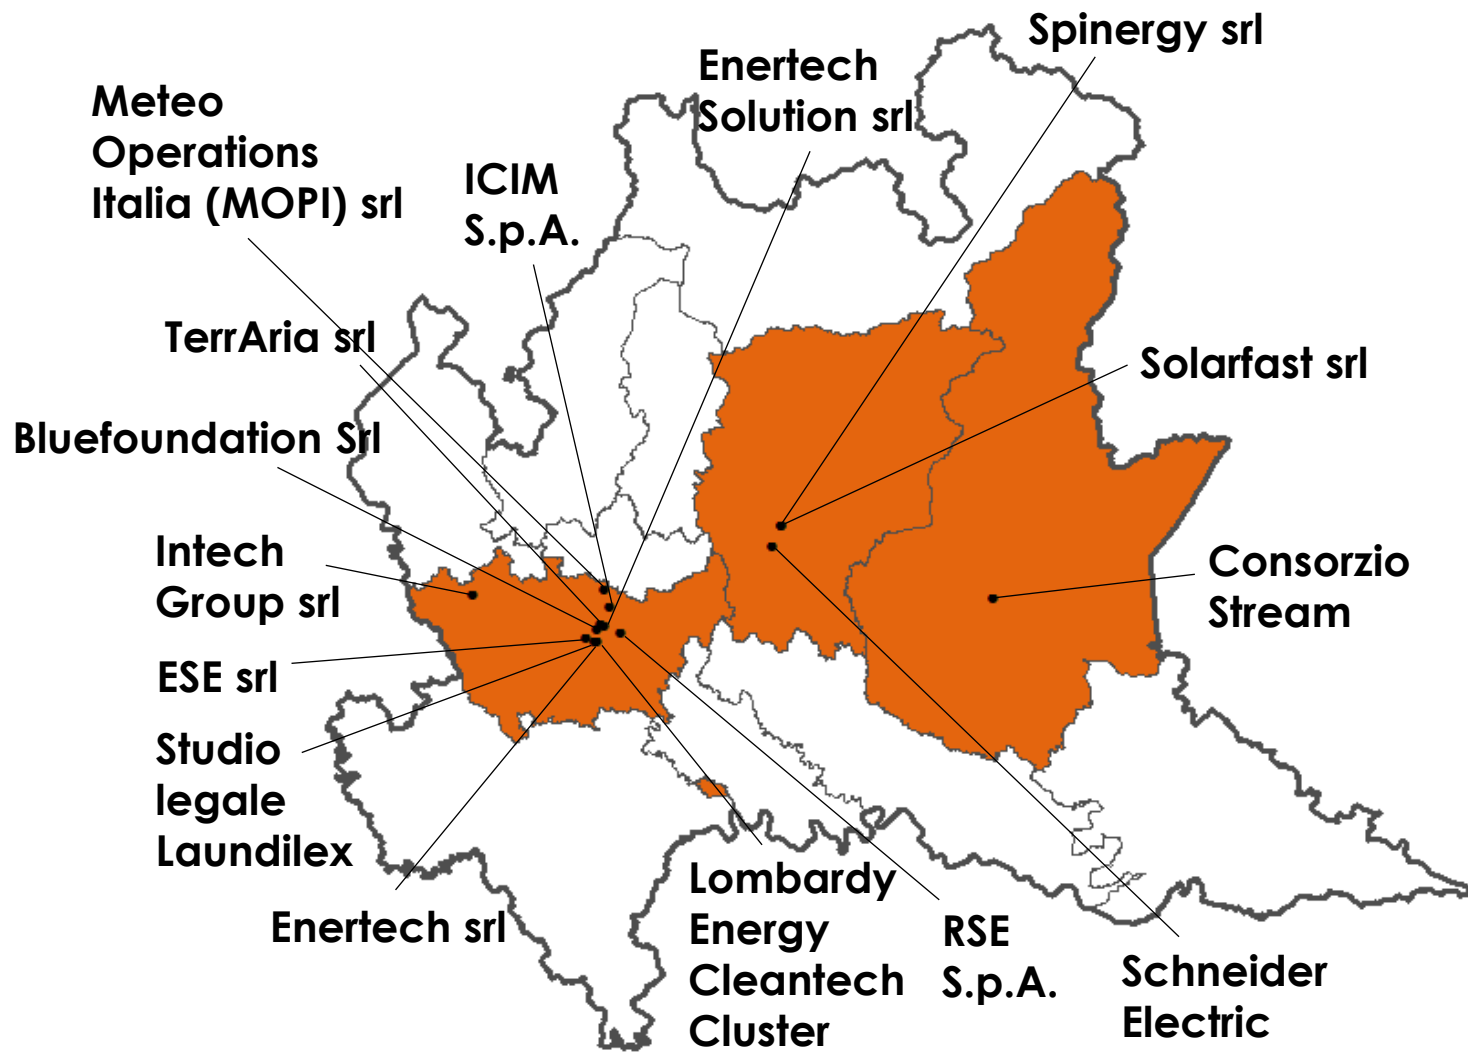 Spinergy srl
Enertech
Solution srl
Meteo
Operations
Italia (MOPI) srl
ICIM
S.p.A.
TerrAria srl
Solarfast srl
Bluefoundation Srl
Intech
Group srl
Consorzio
Stream
ESE srl
Studio
legale
Laundilex
Enertech srl
Lombardy
Energy
Cleantech
Cluster
RSE
S.p.A.
Schneider
Electric